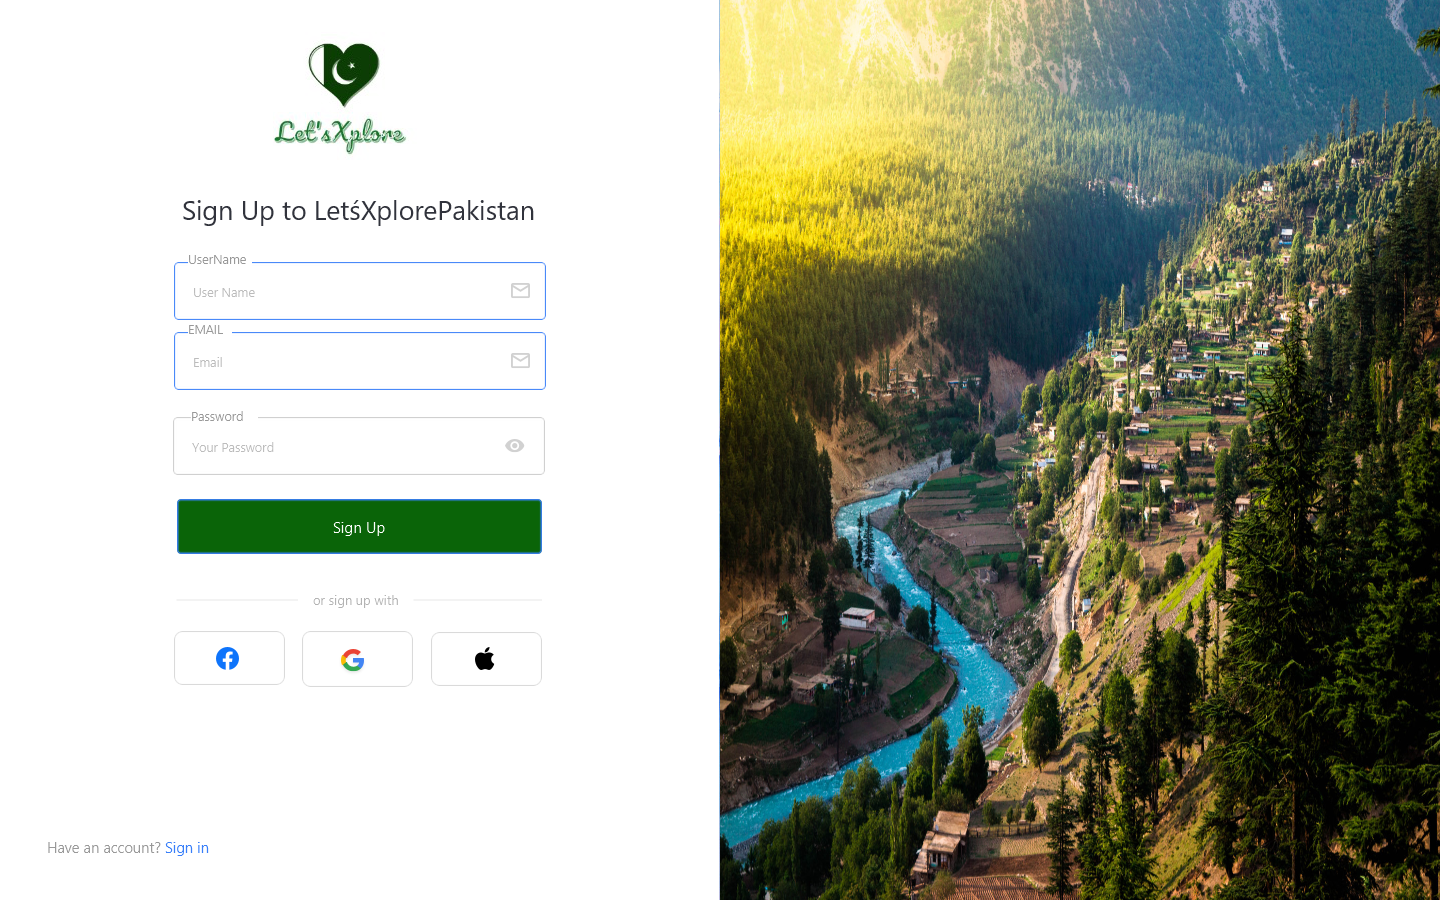 Let'sXplore
Sign Up to LetśXplorePakistan
UserName
User Name
EMAIL
Email
Password
Your Password
Sign Up
or sign up with
Have an account? Sign in